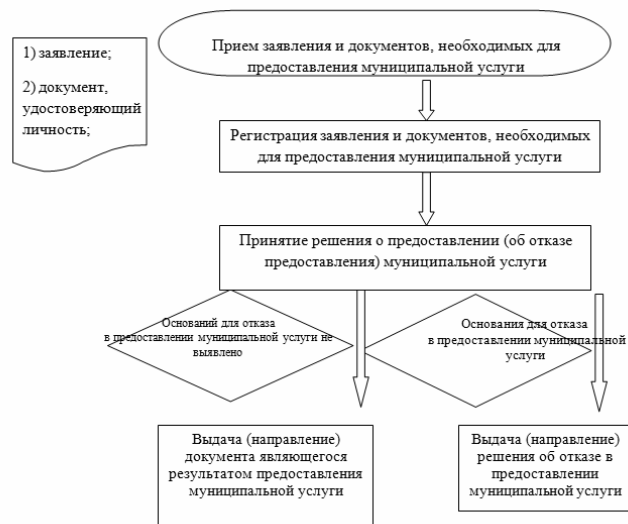 1) заявление;
2) документ,
удостоверяющий
личность;
Прием заявления и документов, необходимых для
предоставления муниципальной услуги
Регистрация заявления и документов, необходимых
для предоставления муниципальной услуги
Принятие решения о предоставлении (об отказе
предоставления) муниципальной услуги
Оснований для отказа
в предоставлении муниципальной услуги не
выявлено
Основания для отказа
в предоставлении муниципальной
услуги
Выдача (направление)
документа являющегося
результатом предоставления
муниципальной услуги
Выдача (направление)
решения об отказе в
предоставлении
муниципальной услуги